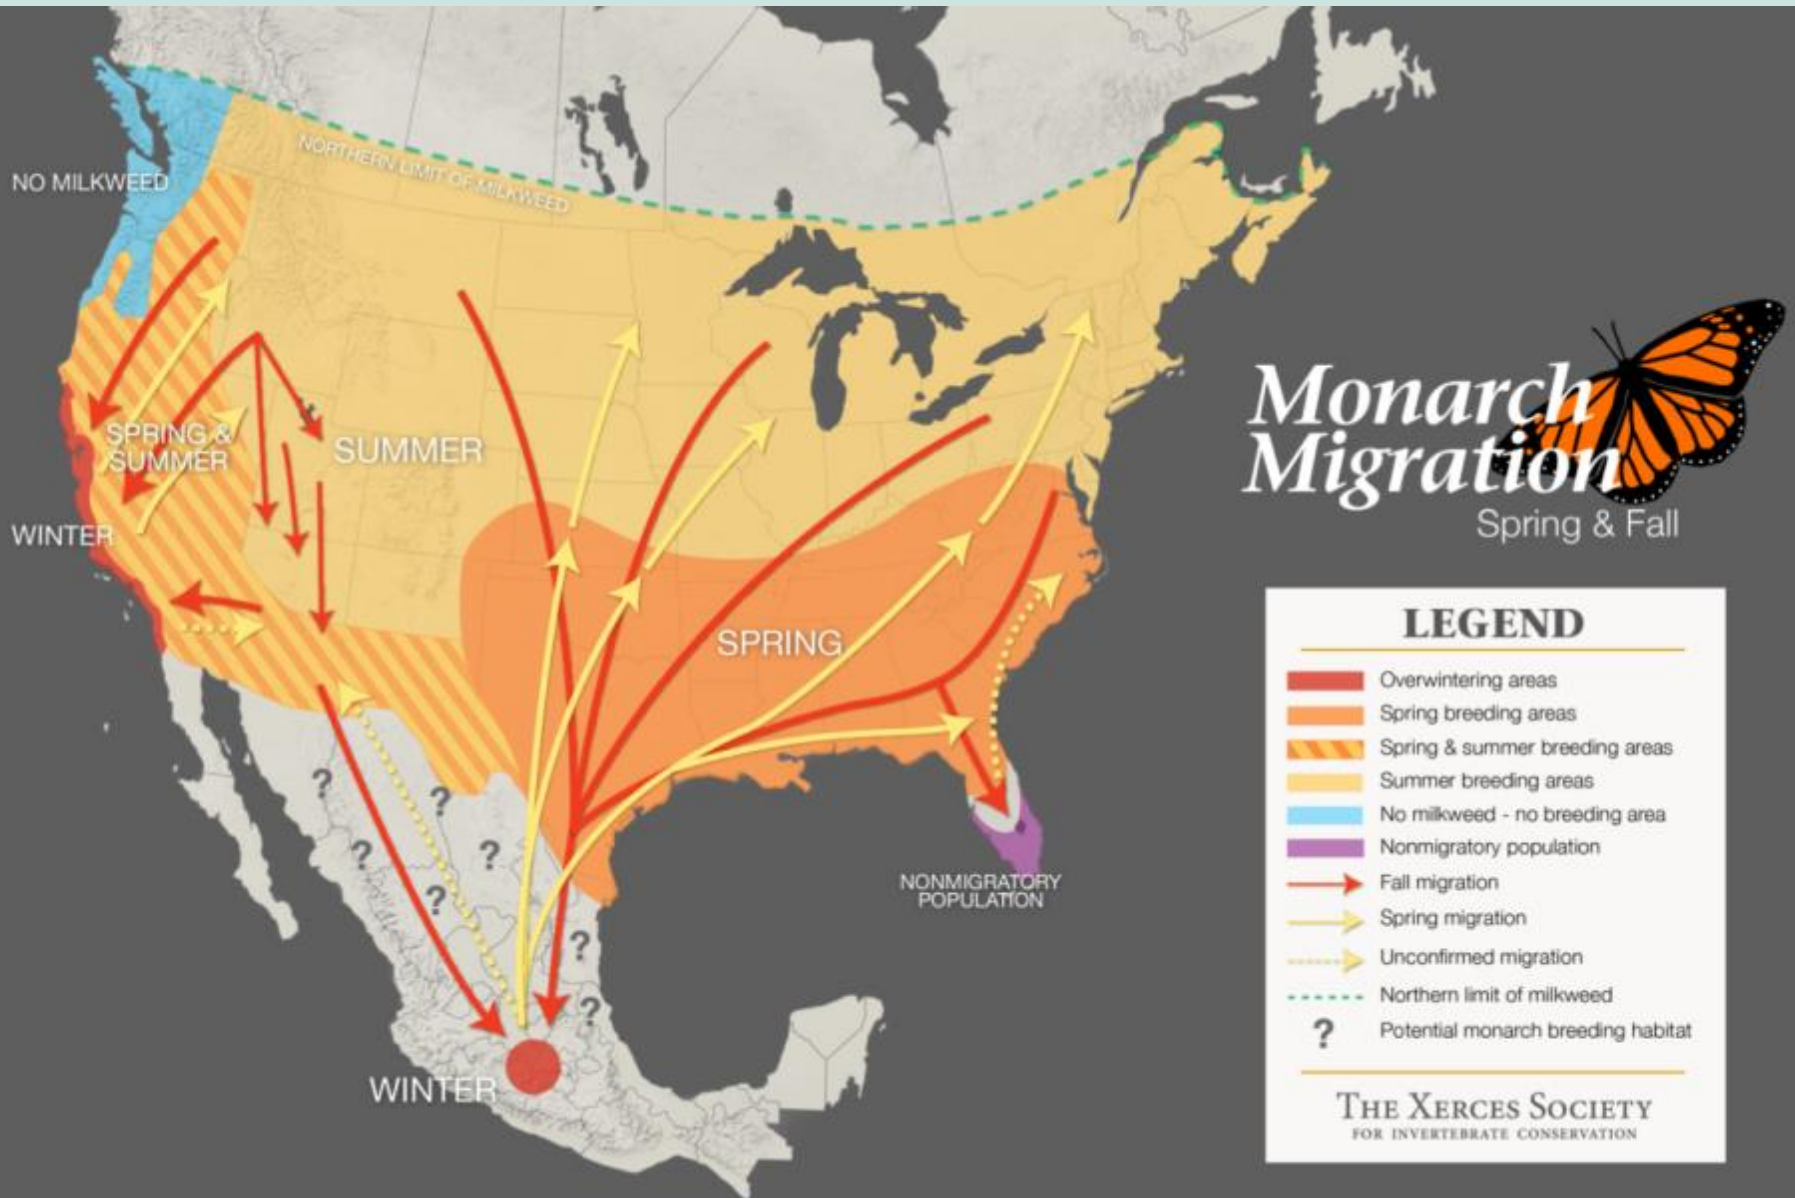 NORTHERN LIMIT OF MILKWEED
NO MILKWEED
SPRING &
SUMMER
SUMMER
WINTER
SPRING
NONMIGRATORY
POPULATION
?
?
?
?
?
?
?
WINTER
Monarch
Migration
Spring & Fall
LEGEND
Overwintering areas
Spring breeding areas
Spring & summer breeding areas
Summer breeding areas
No milkweed - no breeding area
Nonmigratory population
Fall migration
Spring migration
Unconfirmed migration
Northern limit of milkweed
? Potential monarch breeding habitat
THE XERCES SOCIETY
FOR INVERTEBRATE CONSERVATION